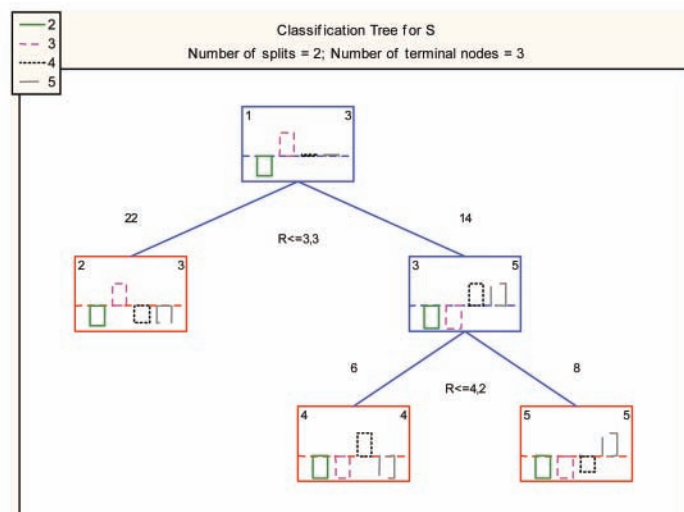 2
3
4
5
Classification Tree for S
Number of splits = 2; Number of terminal nodes = 3
1 3
22 14
R<=3,3
2 3
3 5
6 8
R<=4,2
4 4
5 5